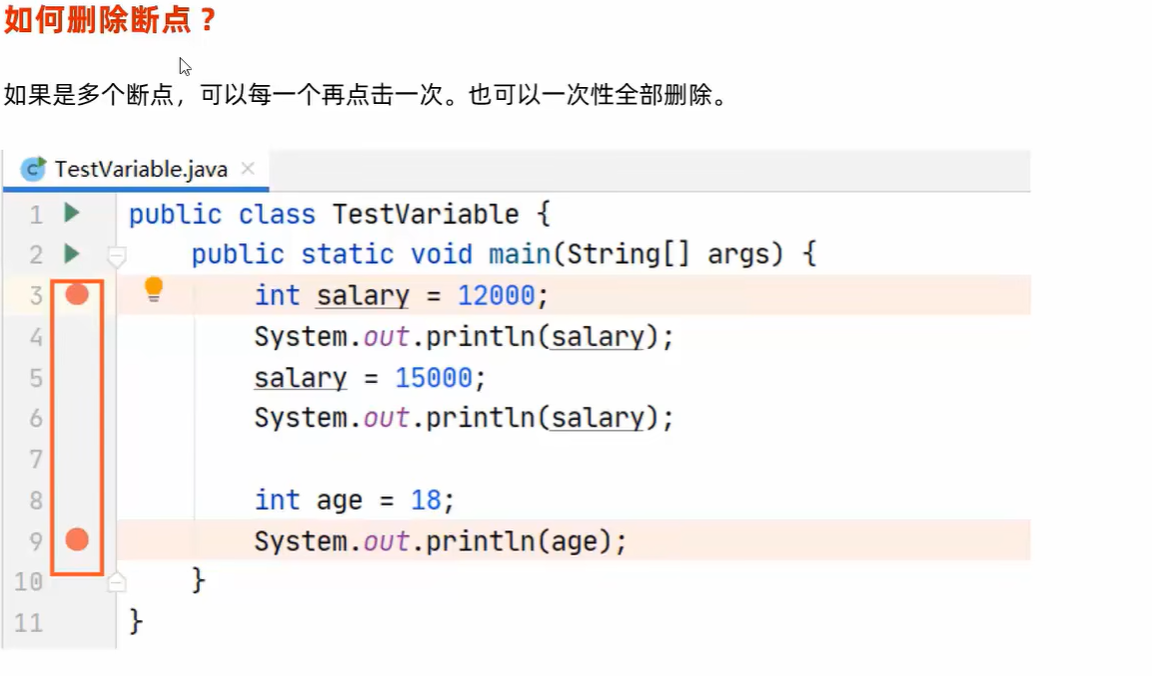 如何删除断点？
如果是多个断点，可以每一个再点击一次。也可以一次性全部删除。
TestVariable.java
1 public class TestVariable {
2 public static void main(String[] args) {
3 int salary = 12000;
4 System.out.println(salary);
5 salary = 15000;
6 System.out.println(salary);
7
8 int age = 18;
9 System.out.println(age);
10 }
11 }